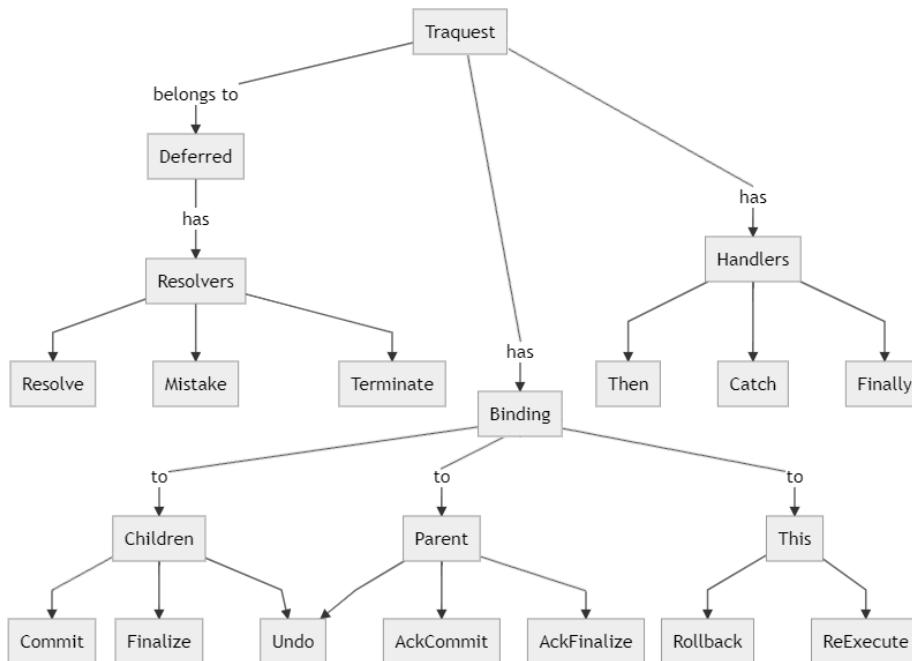 Traquest
belongs to
Deferred
has
has
Resolvers
Handlers
has
Resolve
Mistake
Terminate
Then
Catch
Finally
Binding
to
to
to
Children
Parent
This
Commit
Finalize
Undo
AckCommit
AckFinalize
Rollback
ReExecute